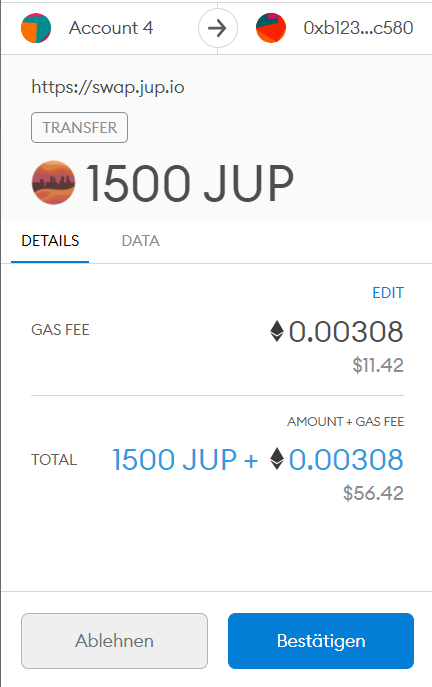 Account 4
0xb123...c580
https://swap.jup.io
TRANSFER
1500 JUP
DETAILS
DATA
EDIT
GAS FEE
0.00308
$11.42
AMOUNT + GAS FEE
TOTAL
1500 JUP + 0.00308
$56.42
Ablehnen
Bestätigen